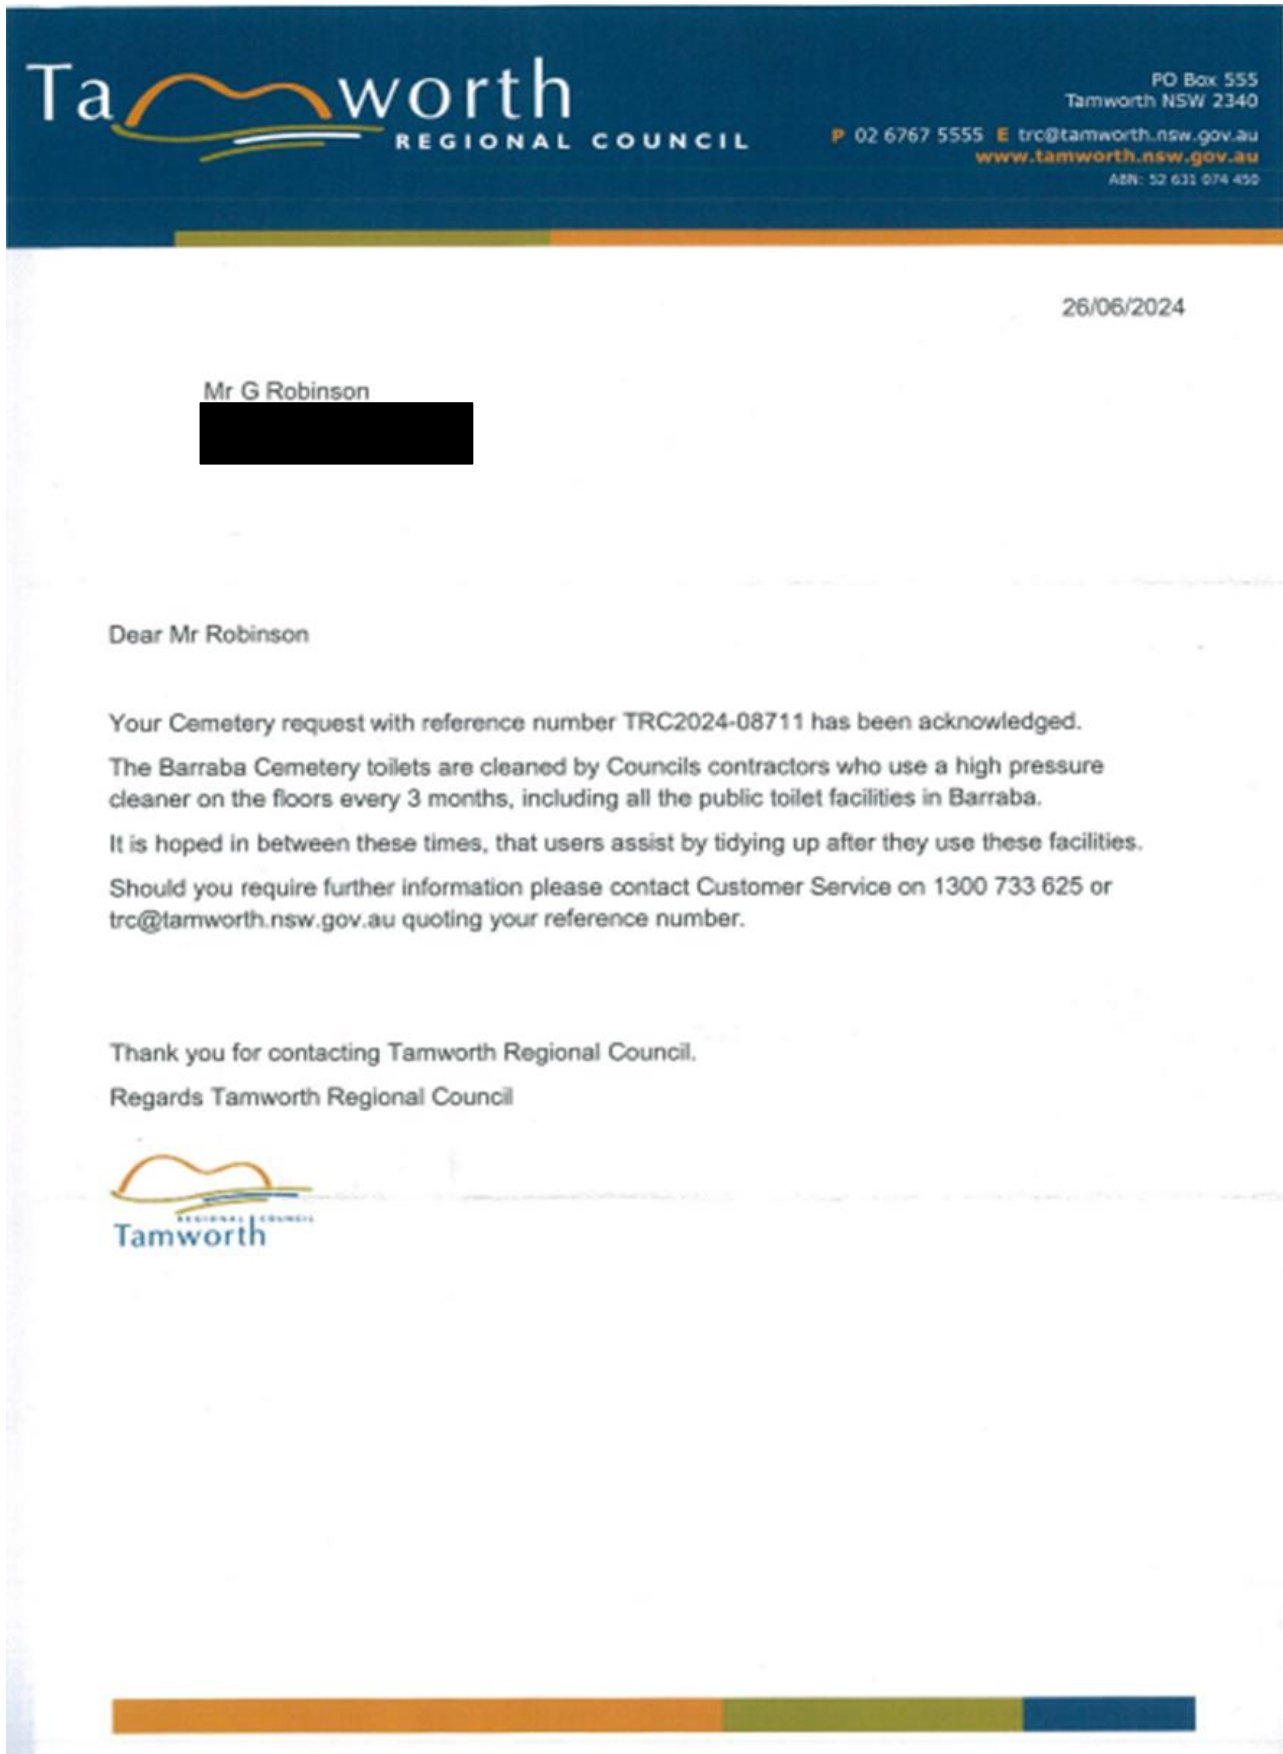 Tamworth
REGIONAL COUNCIL
PO Box 555
Tamworth NSW 2340
P 02 6767 5555 E trc@tamworth.nsw.gov.au
www.tamworth.nsw.gov.au
ABN: 52 631 074 450
26/06/2024
Mr G Robinson
Dear Mr Robinson
Your Cemetery request with reference number TRC2024-08711 has been acknowledged.
The Barraba Cemetery toilets are cleaned by Councils contractors who use a high pressure
cleaner on the floors every 3 months, including all the public toilet facilities in Barraba.
It is hoped in between these times, that users assist by tidying up after they use these facilities.
Should you require further information please contact Customer Service on 1300 733 625 or
trc@tamworth.nsw.gov.au quoting your reference number.
Thank you for contacting Tamworth Regional Council.
Regards Tamworth Regional Council
REGIONAL COUNCIL
Tamworth